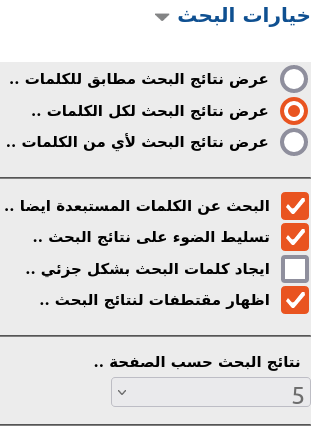 خيارات البحث
عرض نتائج البحث مطابق للكلمات ..
عرض نتائج البحث لكل الكلمات ..
عرض نتائج البحث لأي من الكلمات ..
البحث عن الكلمات المستبعدة ايضا ..
تسليط الضوء على نتائج البحث ..
ايجاد كلمات البحث بشكل جزئي ..
اظهار مقتطفات لنتائج البحث ..
نتائج البحث حسب الصفحة ..
5